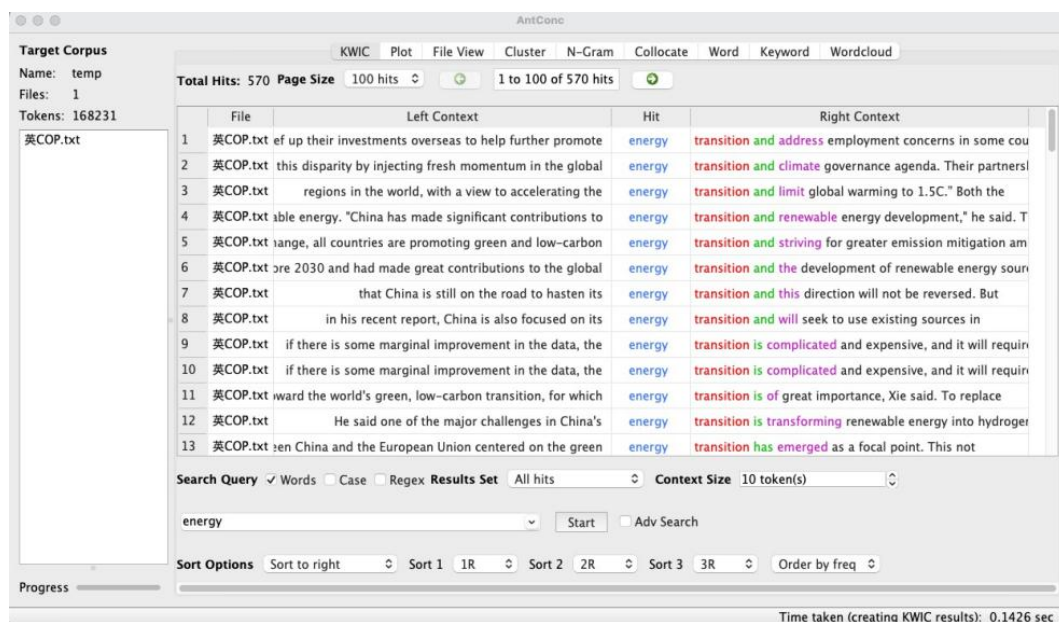 AntConc
Target Corpus
Name: temp
Files: 1
Tokens: 168231
英COP.txt
Progress
KWIC Plot File View Cluster N-Gram Collocate Word Keyword Wordcloud
Total Hits: 570 Page Size 100 hits 1 to 100 of 570 hits
File Left Context Hit Right Context
1 英COP.txt ef up their investments overseas to help further promote energy transition and address employment concerns in some cou
2 英COP.txt this disparity by injecting fresh momentum in the global energy transition and climate governance agenda. Their partnersl
3 英COP.txt regions in the world, with a view to accelerating the energy transition and limit global warming to 1.5C." Both the
4 英COP.txt able energy. "China has made significant contributions to energy transition and renewable energy development," he said. T
5 英COP.txt ange, all countries are promoting green and low-carbon energy transition and striving for greater emission mitigation am
6 英COP.txt ore 2030 and had made great contributions to the global energy transition and the development of renewable energy sour
7 英COP.txt that China is still on the road to hasten its energy transition and this direction will not be reversed. But
8 英COP.txt in his recent report, China is also focused on its energy transition and will seek to use existing sources in
9 英COP.txt if there is some marginal improvement in the data, the energy transition is complicated and expensive, and it will require
10 英COP.txt if there is some marginal improvement in the data, the energy transition is complicated and expensive, and it will require
11 英COP.txt oward the world's green, low-carbon transition, for which energy transition is of great importance, Xie said. To replace
12 英COP.txt He said one of the major challenges in China's energy transition is transforming renewable energy into hydrogen
13 英COP.txt een China and the European Union centered on the green energy transition has emerged as a focal point. This not
Search Query Words Case Regex Results Set All hits Context Size 10 token(s)
energy Start Adv Search
Sort Options Sort to right Sort 1 1R Sort 2 2R Sort 3 3R Order by freq
Time taken (creating KWIC results): 0.1426 sec